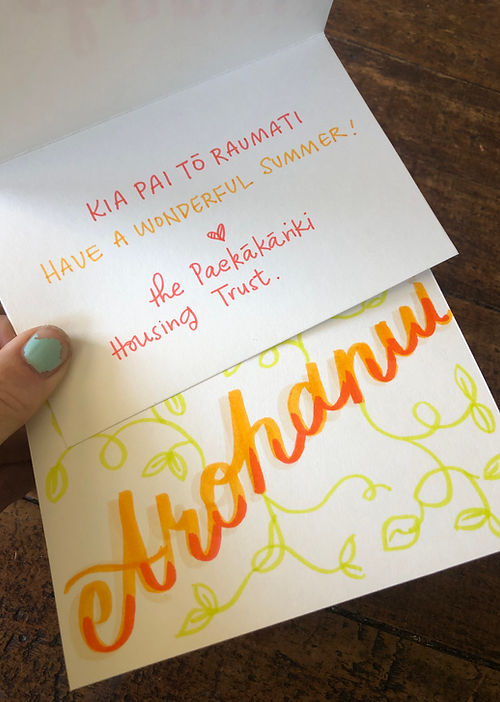 KIA PAI TŌ RAUMATI
HAVE A WONDERFUL SUMMER!
the Paekākāriki
Housing Trust.
Arohanui